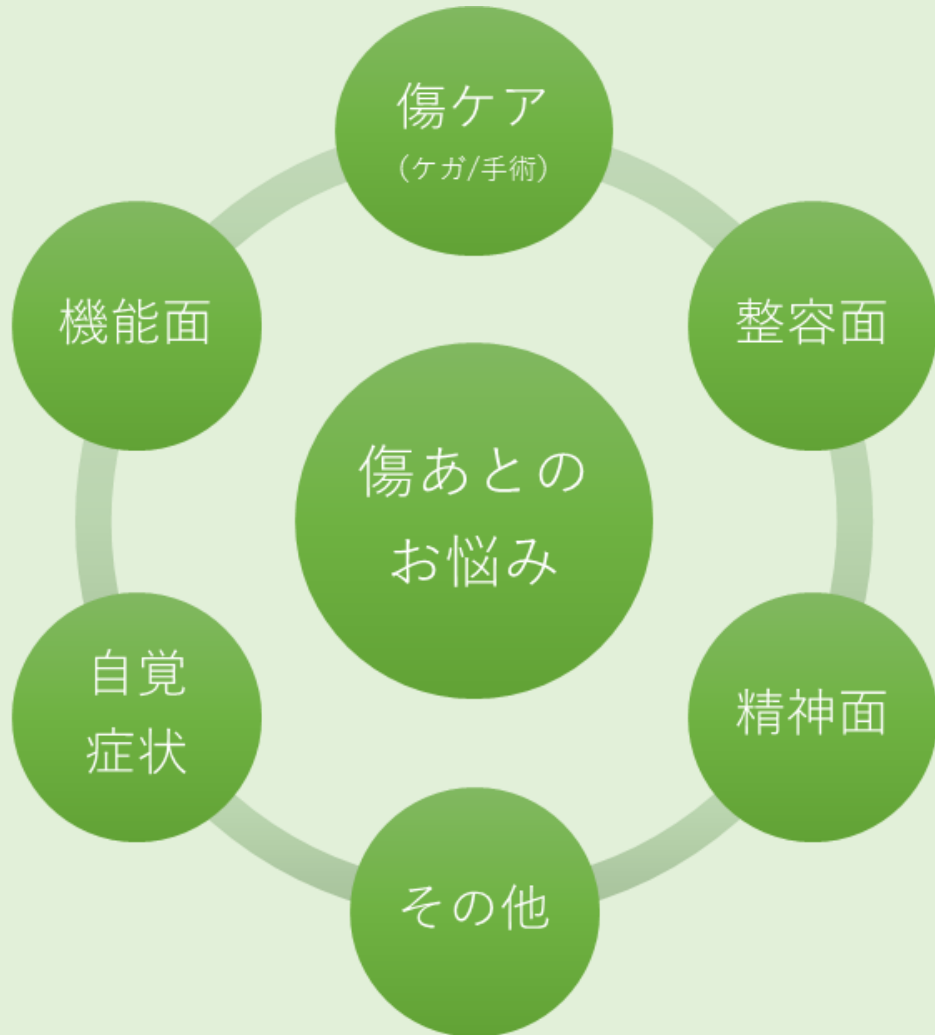 傷ケア
(ケガ/手術)
機能面
整容面
傷あとの
お悩み
自覚
症状
精神面
その他